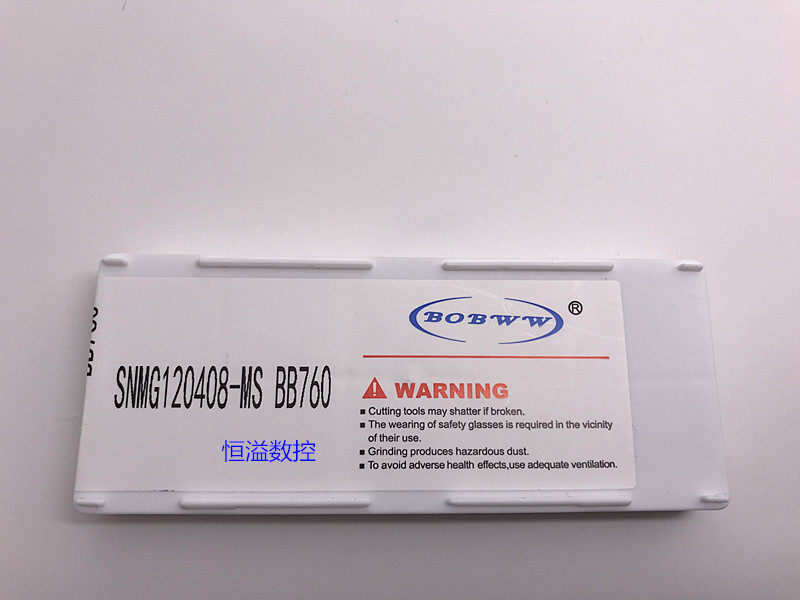 BOBWW®
SNMG120408-MS BB760
恒溢数控
WARNING
■ Cutting tools may shatter if broken.
■ The wearing of safety glasses is required in the vicinity
of their use.
■ Grinding produces hazardous dust.
■ To avoid adverse health effects,use adequate ventilation.